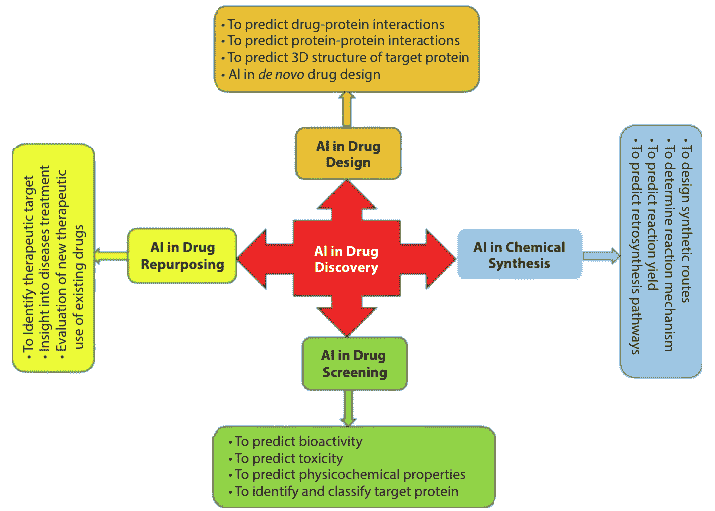 • To predict drug-protein interactions
• To predict protein-protein interactions
• To predict 3D structure of target protein
• AI in de novo drug design
AI in Drug
Design
• To Identify therapeutic target
• Insight into diseases treatment
• Evaluation of new therapeutic
use of existing drugs
AI in Drug
Repurposing
AI in Drug
Discovery
AI in Chemical
Synthesis
• To design synthetic routes
• To determine reaction mechanism
• To predict reaction yield
• To predict retrosynthesis pathways
AI in Drug
Screening
• To predict bioactivity
• To predict toxicity
• To predict physicochemical properties
• To identify and classify target protein